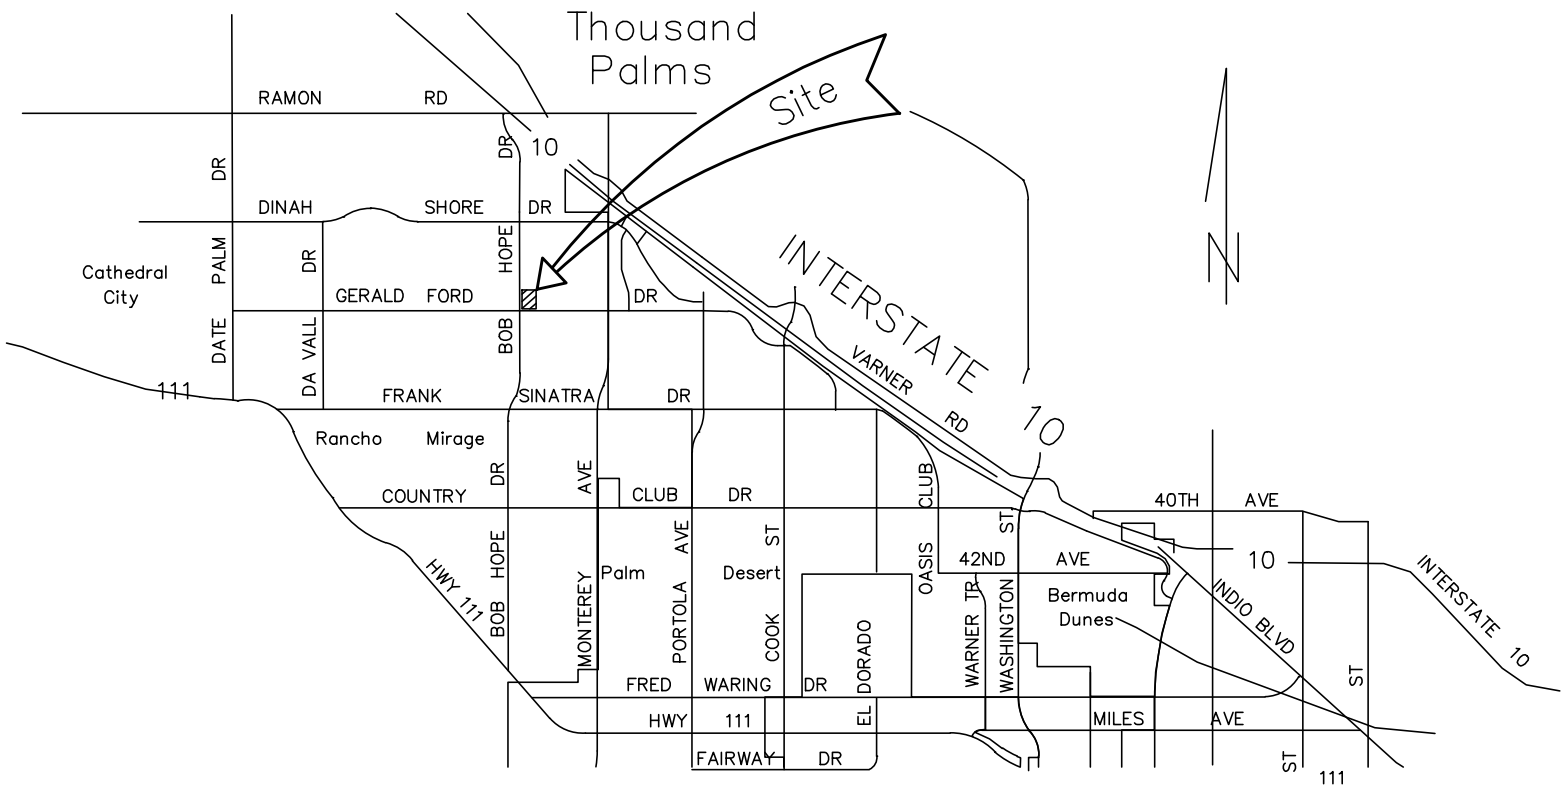 Thousand
Palms
Site
RAMON RD
DR
10
DR
DINAH SHORE DR
PALM
DR
HOPE
Cathedral
City
GERALD FORD DR
INTERSTATE
10
N
DATE
DA VALL
BOB
VARNER
RD
111
FRANK SINATRA DR
Rancho Mirage
DR
AVE
CLUB
COUNTRY CLUB DR
40TH AVE
ST
AVE
ST
HOPE
HWY 111
Palm
Desert
OASIS
42ND AVE
10
INTERSTATE
10
Bermuda
Dunes
INDIO BLVD
BOB
MONTEREY
PORTOLA
COOK
EL DORADO
WARNER TR
WASHINGTON
ST
FRED WARING DR
HWY 111
MILES AVE
FAIRWAY DR
ST
111